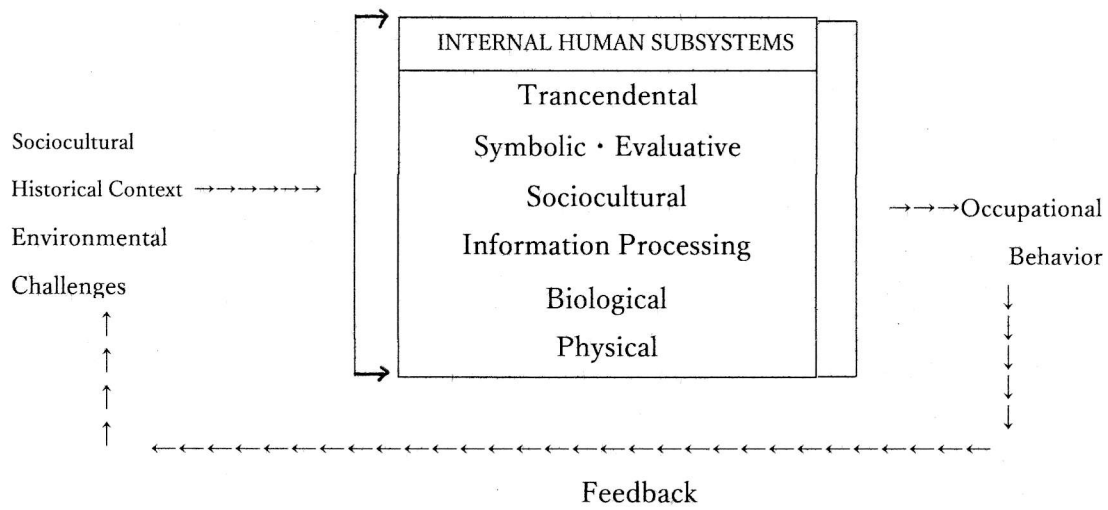 INTERNAL HUMAN SUBSYSTEMS
Trancendental
Symbolic・Evaluative
Sociocultural
Information Processing
Biological
Physical
Sociocultural
Historical Context →→→→→→
Environmental
Challenges
→→→→Occupational
Behavior
Feedback